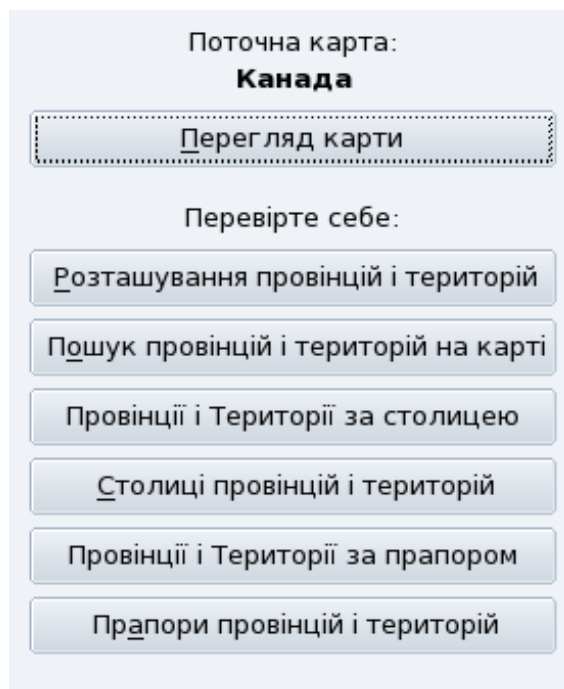 Поточна карта:
Канада
Перегляд карти
Перевірте себе:
Розташування провінцій і територій
Пошук провінцій і територій на карті
Провінції і Території за столицею
Столиці провінцій і територій
Провінції і Території за прапором
Прапори провінцій і територій